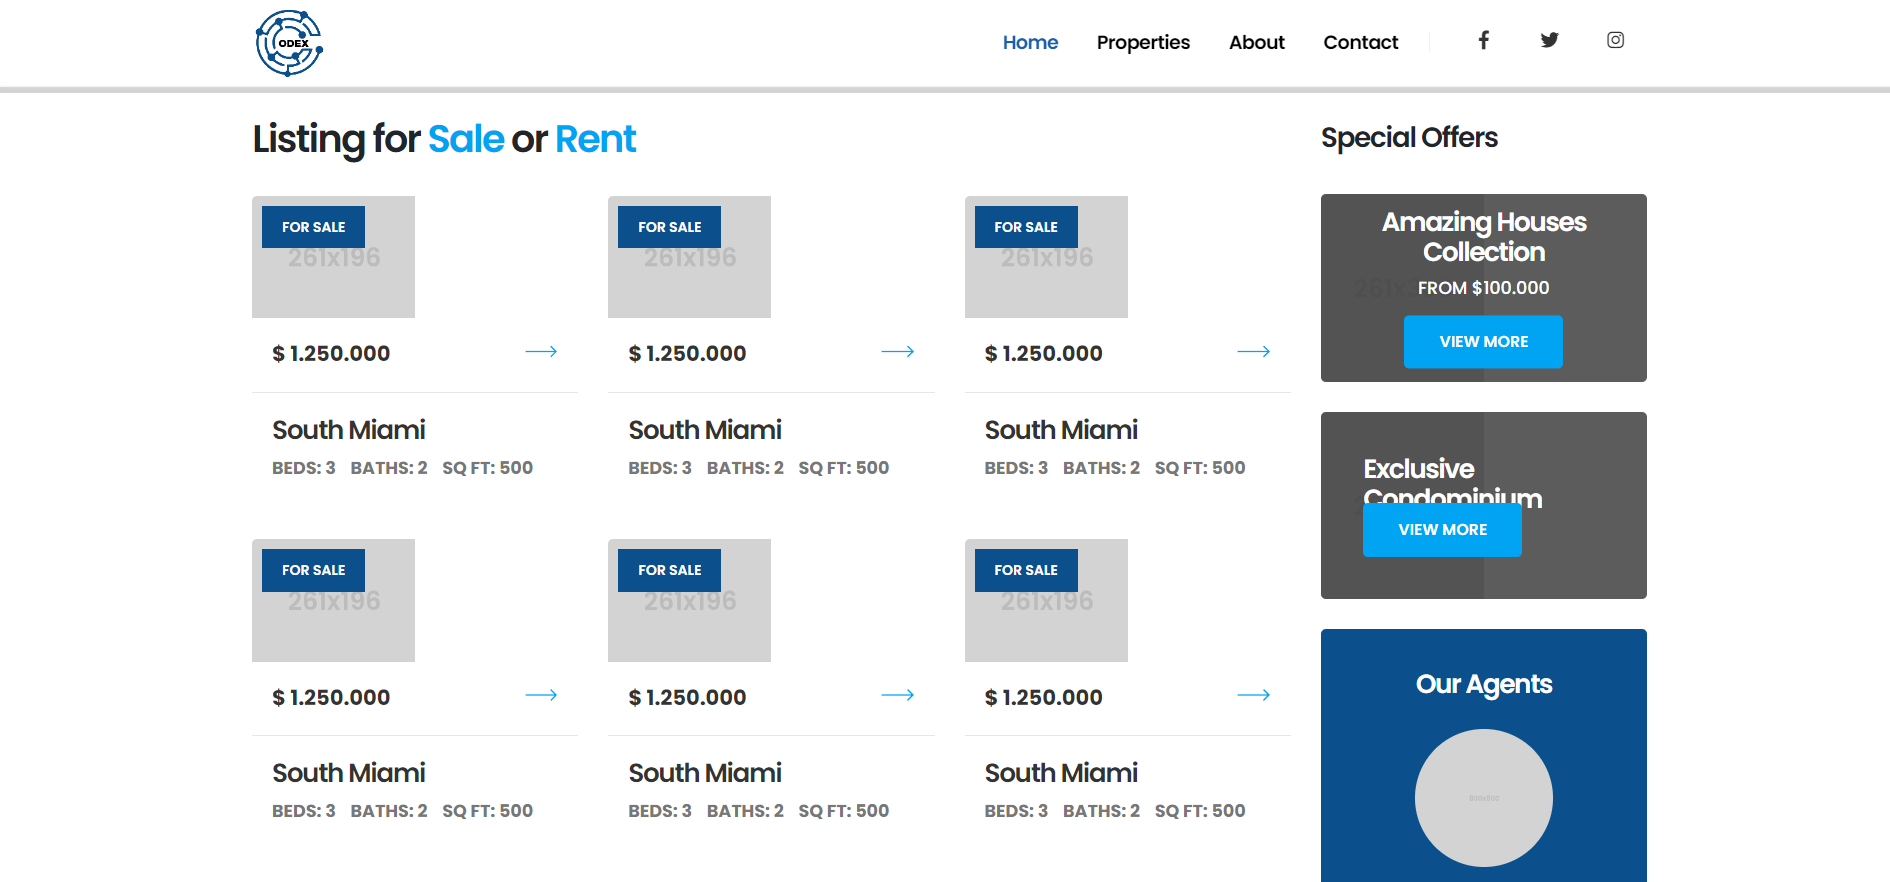 ODEX
Home Properties About Contact
Listing for Sale or Rent
FOR SALE
261x196
$ 1.250.000
South Miami
BEDS: 3 BATHS: 2 SQ FT: 500
FOR SALE
261x196
$ 1.250.000
South Miami
BEDS: 3 BATHS: 2 SQ FT: 500
FOR SALE
261x196
$ 1.250.000
South Miami
BEDS: 3 BATHS: 2 SQ FT: 500
FOR SALE
261x196
$ 1.250.000
South Miami
BEDS: 3 BATHS: 2 SQ FT: 500
FOR SALE
261x196
$ 1.250.000
South Miami
BEDS: 3 BATHS: 2 SQ FT: 500
FOR SALE
261x196
$ 1.250.000
South Miami
BEDS: 3 BATHS: 2 SQ FT: 500
Special Offers
Amazing Houses
Collection
FROM $100.000
VIEW MORE
Exclusive
Condominium
VIEW MORE
Our Agents